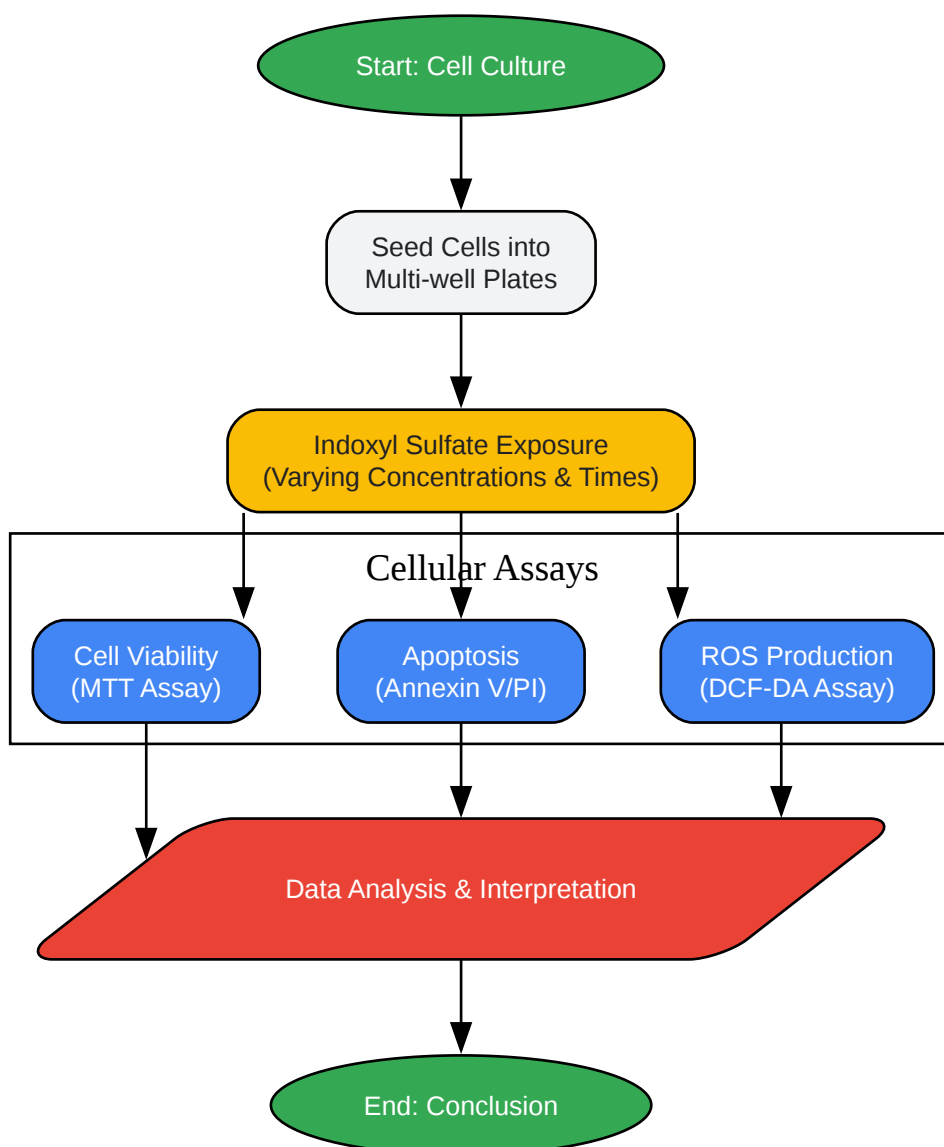 Start: Cell Culture
Seed Cells into
Multi-well Plates
Indoxyl Sulfate Exposure
(Varying Concentrations & Times)
Cellular Assays
Cell Viability
(MTT Assay)
Apoptosis
(Annexin V/PI)
ROS Production
(DCF-DA Assay)
Data Analysis & Interpretation
End: Conclusion